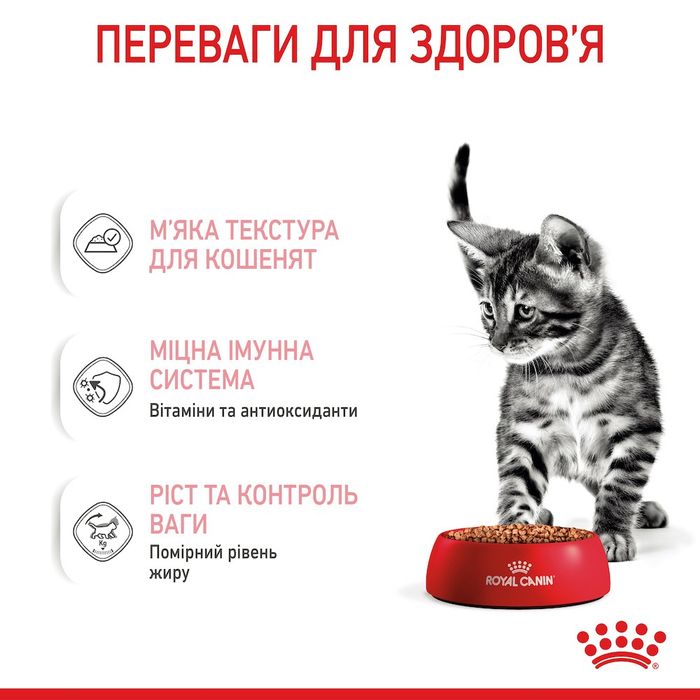 ПЕРЕВАГИ ДЛЯ ЗДОРОВ'Я
М'ЯКА ТЕКСТУРА
ДЛЯ КОШЕНЯТ
МІЦНА ІМУННА
СИСТЕМА
Вітаміни та антиоксиданти
РІСТ ТА КОНТРОЛЬ
ВАГИ
Помірний рівень
жиру
Kg
ROYAL CANIN